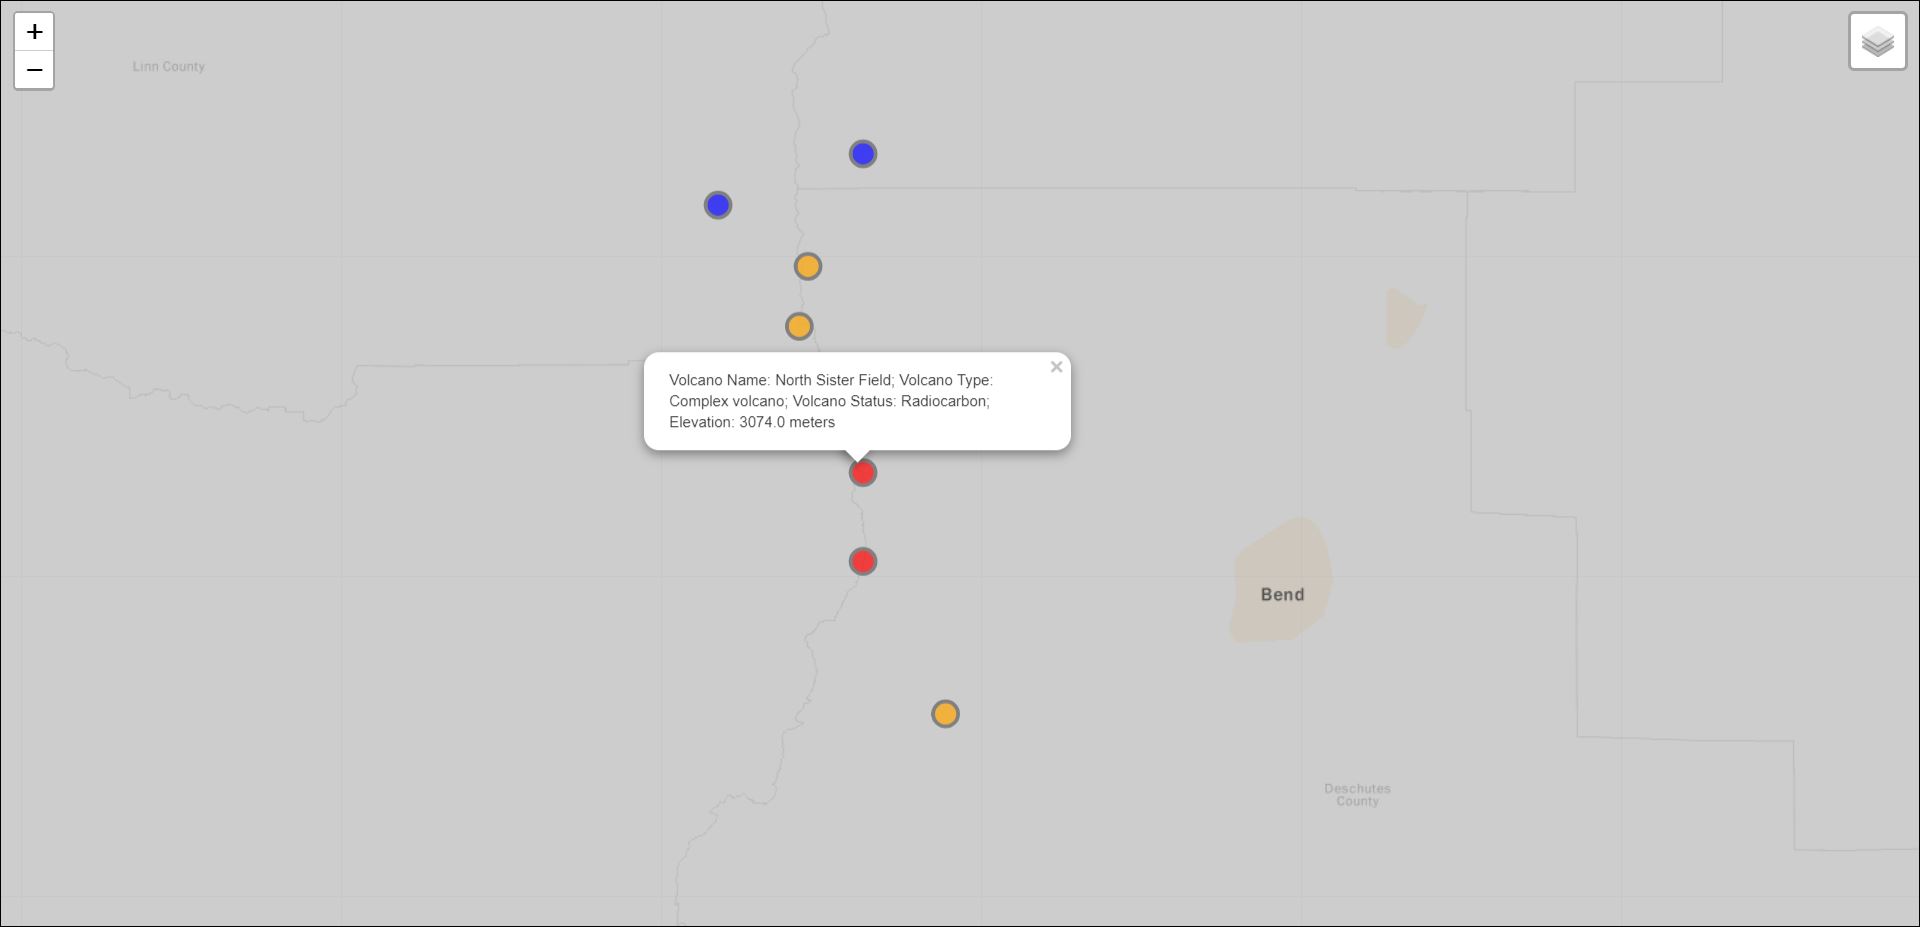 +
−
Linn County
×
Volcano Name: North Sister Field; Volcano Type:
Complex volcano; Volcano Status: Radiocarbon;
Elevation: 3074.0 meters
Bend
Deschutes
County